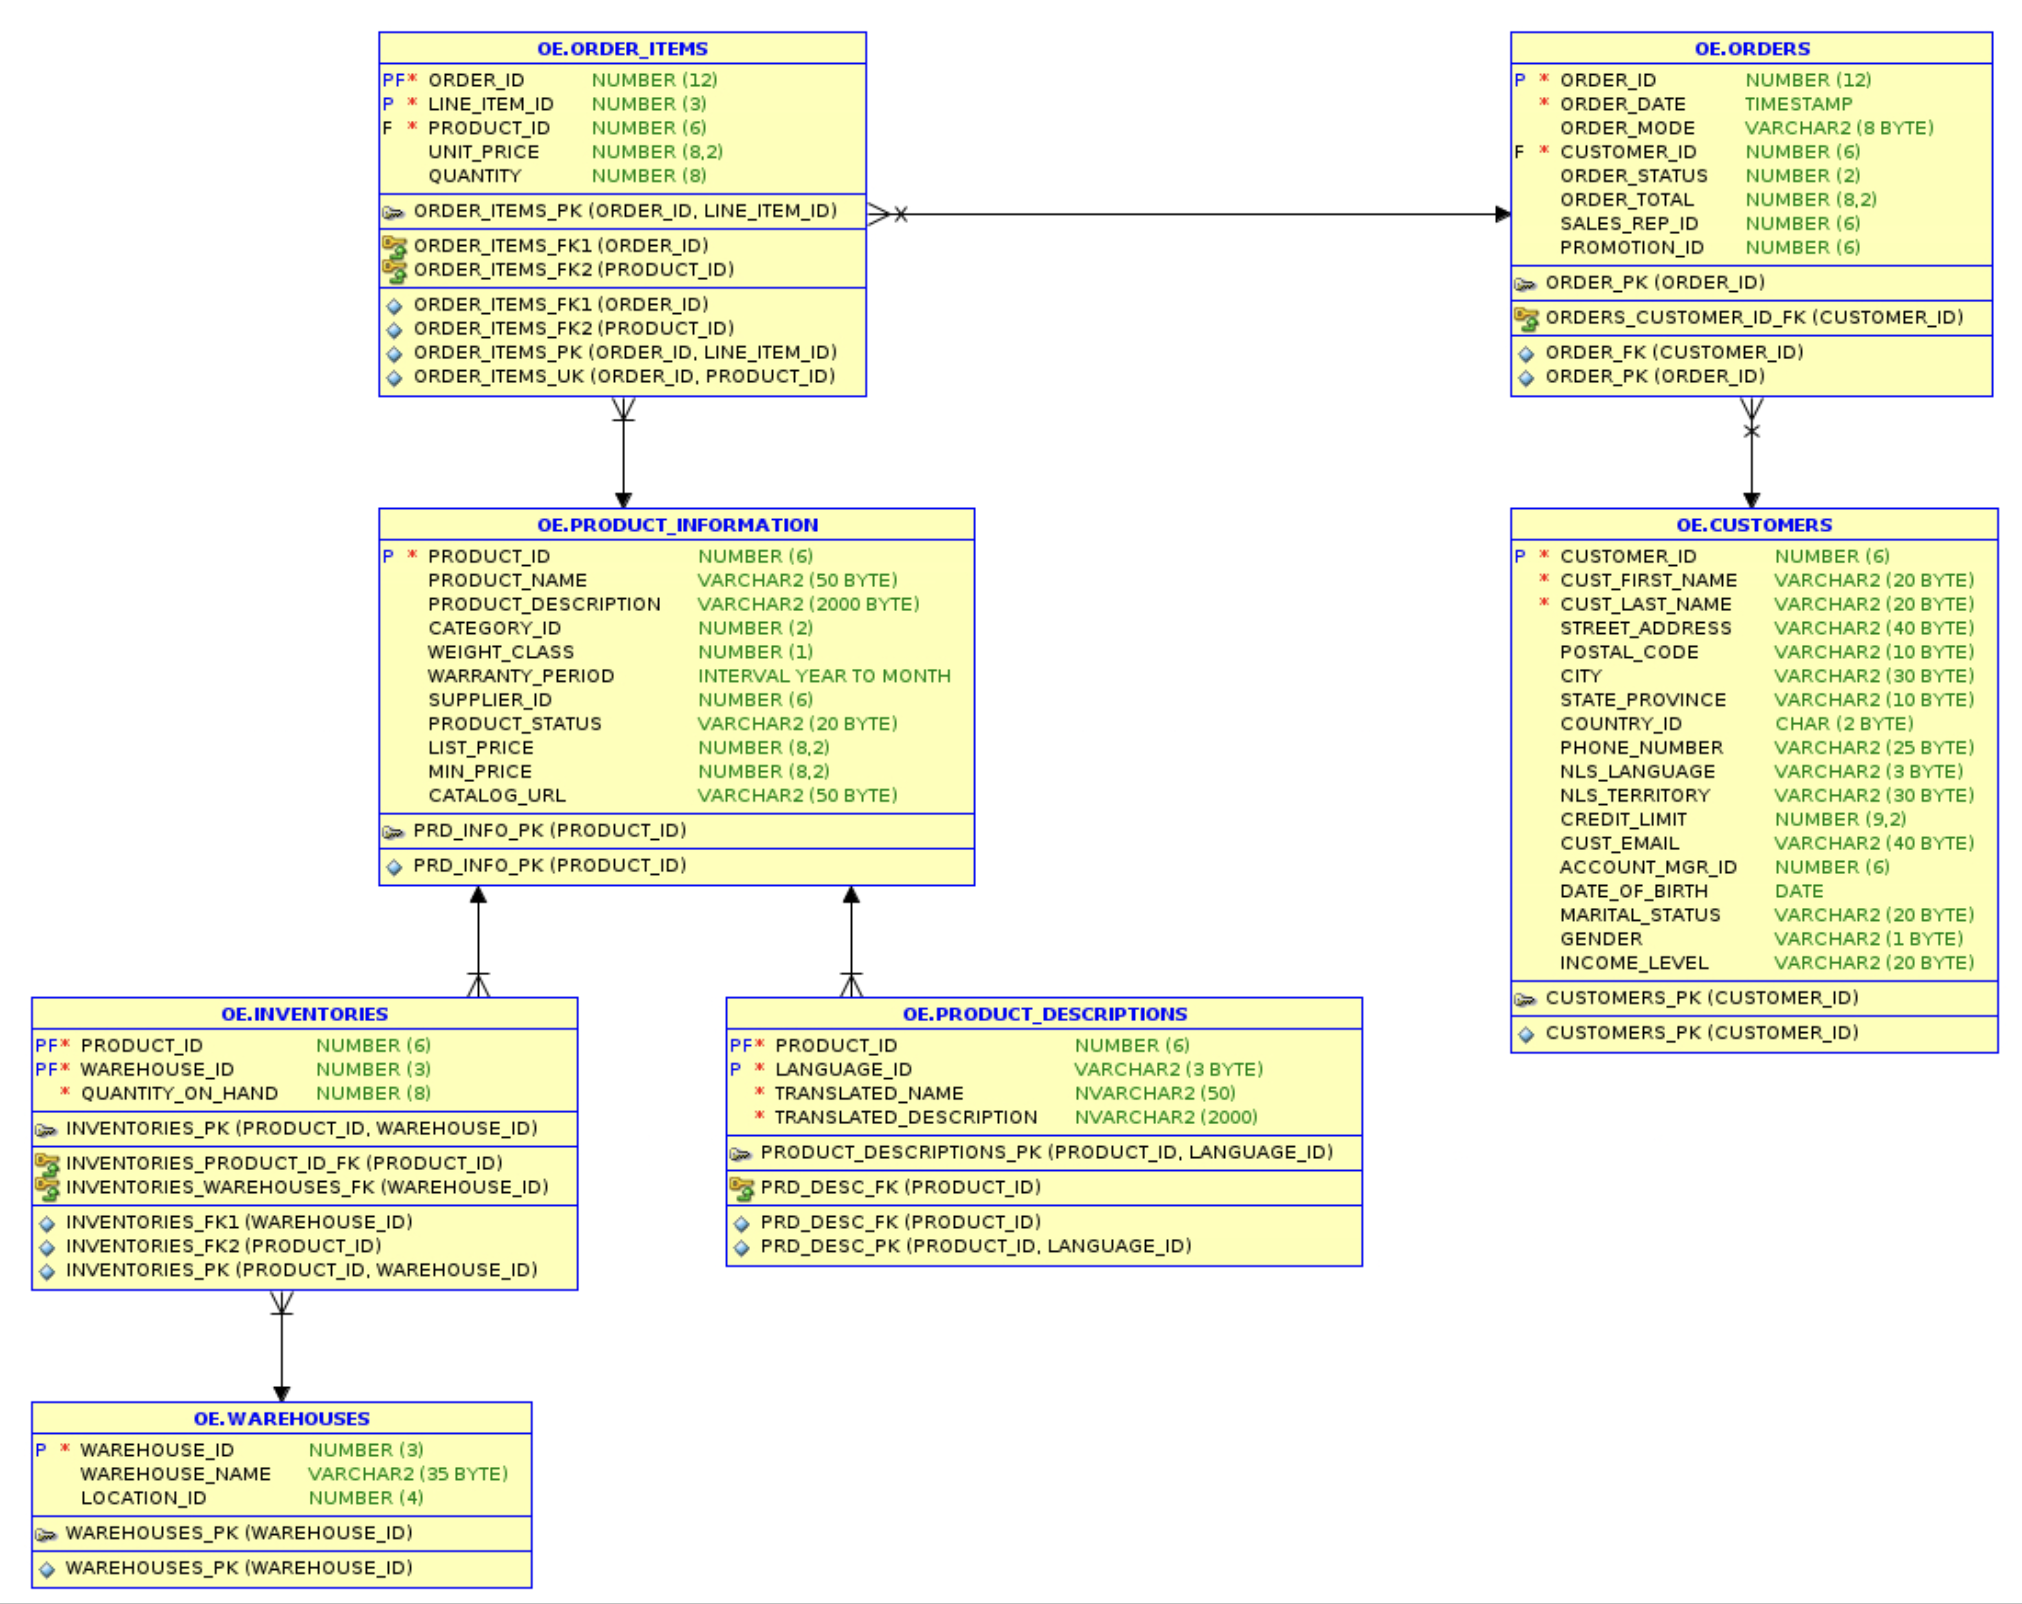 OE.ORDER_ITEMS
PF* ORDER_ID NUMBER (12)
P * LINE_ITEM_ID NUMBER (3)
F * PRODUCT_ID NUMBER (6)
UNIT_PRICE NUMBER (8,2)
QUANTITY NUMBER (8)
ORDER_ITEMS_PK (ORDER_ID, LINE_ITEM_ID)
ORDER_ITEMS_FK1 (ORDER_ID)
ORDER_ITEMS_FK2 (PRODUCT_ID)
ORDER_ITEMS_FK1 (ORDER_ID)
ORDER_ITEMS_FK2 (PRODUCT_ID)
ORDER_ITEMS_PK (ORDER_ID, LINE_ITEM_ID)
ORDER_ITEMS_UK (ORDER_ID, PRODUCT_ID)
OE.ORDERS
P * ORDER_ID NUMBER (12)
* ORDER_DATE TIMESTAMP
ORDER_MODE VARCHAR2 (8 BYTE)
F * CUSTOMER_ID NUMBER (6)
ORDER_STATUS NUMBER (2)
ORDER_TOTAL NUMBER (8,2)
SALES_REP_ID NUMBER (6)
PROMOTION_ID NUMBER (6)
ORDER_PK (ORDER_ID)
ORDERS_CUSTOMER_ID_FK (CUSTOMER_ID)
ORDER_FK (CUSTOMER_ID)
ORDER_PK (ORDER_ID)
OE.PRODUCT_INFORMATION
P * PRODUCT_ID NUMBER (6)
PRODUCT_NAME VARCHAR2 (50 BYTE)
PRODUCT_DESCRIPTION VARCHAR2 (2000 BYTE)
CATEGORY_ID NUMBER (2)
WEIGHT_CLASS NUMBER (1)
WARRANTY_PERIOD INTERVAL YEAR TO MONTH
SUPPLIER_ID NUMBER (6)
PRODUCT_STATUS VARCHAR2 (20 BYTE)
LIST_PRICE NUMBER (8,2)
MIN_PRICE NUMBER (8,2)
CATALOG_URL VARCHAR2 (50 BYTE)
PRD_INFO_PK (PRODUCT_ID)
PRD_INFO_PK (PRODUCT_ID)
OE.CUSTOMERS
P * CUSTOMER_ID NUMBER (6)
* CUST_FIRST_NAME VARCHAR2 (20 BYTE)
* CUST_LAST_NAME VARCHAR2 (20 BYTE)
STREET_ADDRESS VARCHAR2 (40 BYTE)
POSTAL_CODE VARCHAR2 (10 BYTE)
CITY VARCHAR2 (30 BYTE)
STATE_PROVINCE VARCHAR2 (10 BYTE)
COUNTRY_ID CHAR (2 BYTE)
PHONE_NUMBER VARCHAR2 (25 BYTE)
NLS_LANGUAGE VARCHAR2 (3 BYTE)
NLS_TERRITORY VARCHAR2 (30 BYTE)
CREDIT_LIMIT NUMBER (9,2)
CUST_EMAIL VARCHAR2 (40 BYTE)
ACCOUNT_MGR_ID NUMBER (6)
DATE_OF_BIRTH DATE
MARITAL_STATUS VARCHAR2 (20 BYTE)
GENDER VARCHAR2 (1 BYTE)
INCOME_LEVEL VARCHAR2 (20 BYTE)
CUSTOMERS_PK (CUSTOMER_ID)
CUSTOMERS_PK (CUSTOMER_ID)
OE.INVENTORIES
PF* PRODUCT_ID NUMBER (6)
PF* WAREHOUSE_ID NUMBER (3)
* QUANTITY_ON_HAND NUMBER (8)
INVENTORIES_PK (PRODUCT_ID, WAREHOUSE_ID)
INVENTORIES_PRODUCT_ID_FK (PRODUCT_ID)
INVENTORIES_WAREHOUSES_FK (WAREHOUSE_ID)
INVENTORIES_FK1 (WAREHOUSE_ID)
INVENTORIES_FK2 (PRODUCT_ID)
INVENTORIES_PK (PRODUCT_ID, WAREHOUSE_ID)
OE.PRODUCT_DESCRIPTIONS
PF* PRODUCT_ID NUMBER (6)
P * LANGUAGE_ID VARCHAR2 (3 BYTE)
* TRANSLATED_NAME NVARCHAR2 (50)
* TRANSLATED_DESCRIPTION NVARCHAR2 (2000)
PRODUCT_DESCRIPTIONS_PK (PRODUCT_ID, LANGUAGE_ID)
PRD_DESC_FK (PRODUCT_ID)
PRD_DESC_FK (PRODUCT_ID)
PRD_DESC_PK (PRODUCT_ID, LANGUAGE_ID)
OE.WAREHOUSES
P * WAREHOUSE_ID NUMBER (3)
WAREHOUSE_NAME VARCHAR2 (35 BYTE)
LOCATION_ID NUMBER (4)
WAREHOUSES_PK (WAREHOUSE_ID)
WAREHOUSES_PK (WAREHOUSE_ID)